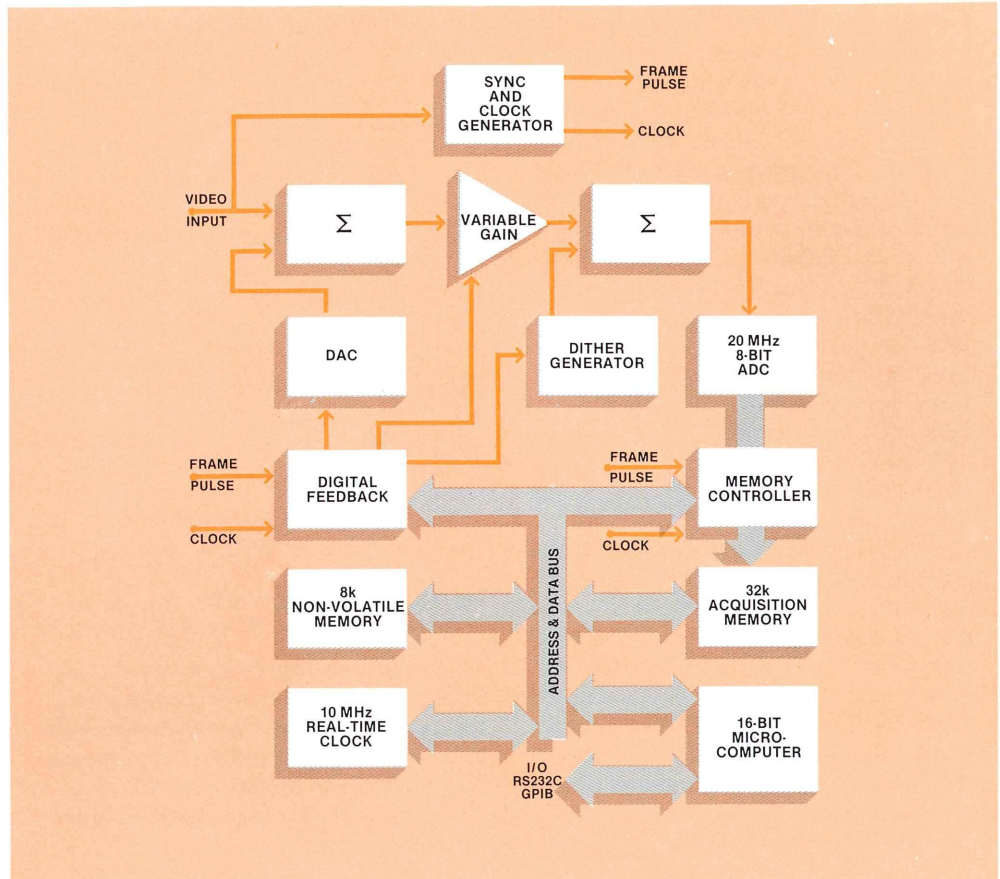 SYNC
AND
CLOCK
GENERATOR
FRAME
PULSE
CLOCK
VIDEO
INPUT
Σ
VARIABLE
GAIN
Σ
DAC
DITHER
GENERATOR
20 MHz
8-BIT
ADC
FRAME
PULSE
CLOCK
DIGITAL
FEEDBACK
FRAME
PULSE
CLOCK
MEMORY
CONTROLLER
8k
NON-VOLATILE
MEMORY
ADDRESS & DATA BUS
32k
ACQUISITION
MEMORY
10 MHz
REAL-TIME
CLOCK
I/O
RS232C
GPIB
16-BIT
MICRO-
COMPUTER